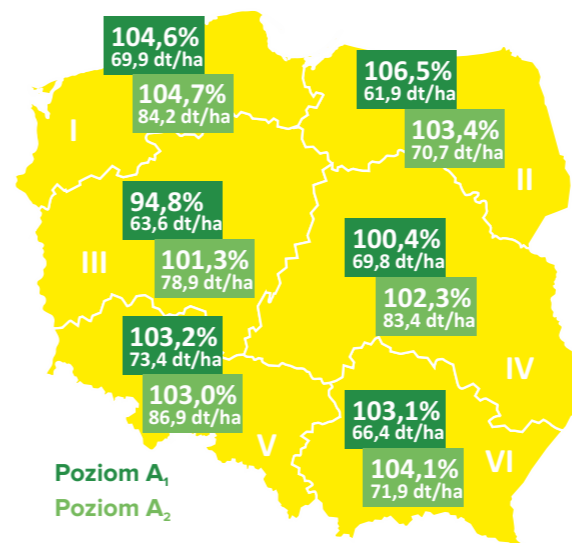 104,6%
69,9 dt/ha
104,7%
84,2 dt/ha
I
106,5%
61,9 dt/ha
103,4%
70,7 dt/ha
II
94,8%
63,6 dt/ha
101,3%
78,9 dt/ha
III
100,4%
69,8 dt/ha
102,3%
83,4 dt/ha
IV
103,2%
73,4 dt/ha
103,0%
86,9 dt/ha
V
103,1%
66,4 dt/ha
104,1%
71,9 dt/ha
VI
Poziom A₁
Poziom A₂